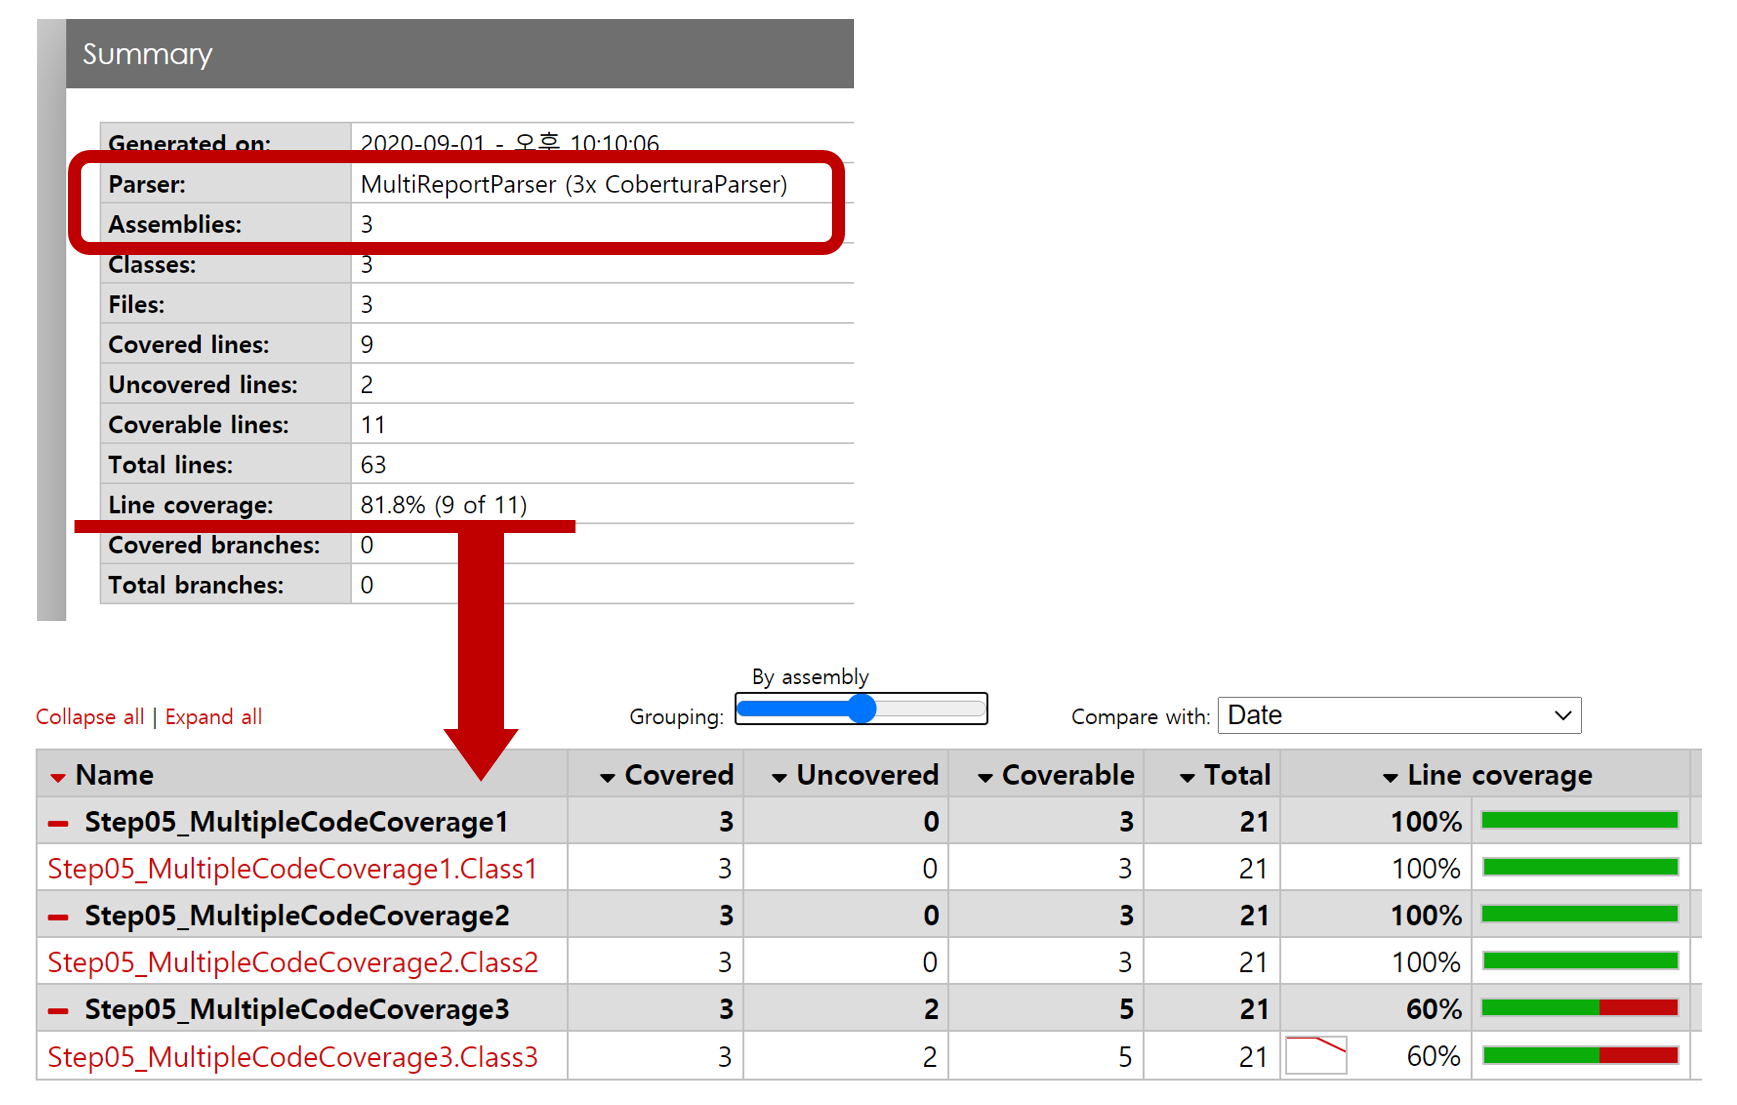 Summary
Generated on: 2020-09-01 - 오후 10:10:06
Parser: MultiReportParser (3x CoberturaParser)
Assemblies: 3
Classes: 3
Files: 3
Covered lines: 9
Uncovered lines: 2
Coverable lines: 11
Total lines: 63
Line coverage: 81.8% (9 of 11)
Covered branches: 0
Total branches: 0
By assembly
Collapse all | Expand all Grouping: Compare with: Date
Name Covered Uncovered Coverable Total Line coverage
Step05_MultipleCodeCoverage1 3 0 3 21 100%
Step05_MultipleCodeCoverage1.Class1 3 0 3 21 100%
Step05_MultipleCodeCoverage2 3 0 3 21 100%
Step05_MultipleCodeCoverage2.Class2 3 0 3 21 100%
Step05_MultipleCodeCoverage3 3 2 5 21 60%
Step05_MultipleCodeCoverage3.Class3 3 2 5 21 60%